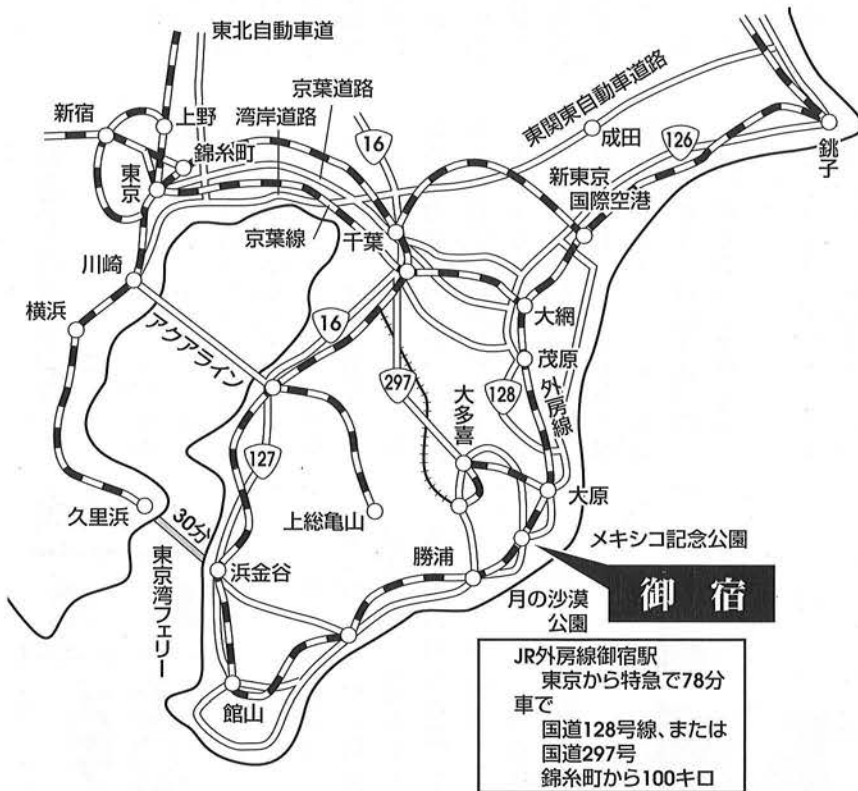 東北自動車道
京葉道路
湾岸道路
新宿
上野
錦糸町
東京
16
東関東自動車道路
成田
126
銚子
新東京
国際空港
京葉線
千葉
川崎
横浜
アクアライン
16
大網
茂原
外房線
297
大多喜
128
127
大原
久里浜
30分
東京湾フェリー
上総亀山
浜金谷
勝浦
メキシコ記念公園
御宿
月の沙漠
公園
館山
JR外房線御宿駅
東京から特急で78分
車で
国道128号線、または
国道297号
錦糸町から100キロ